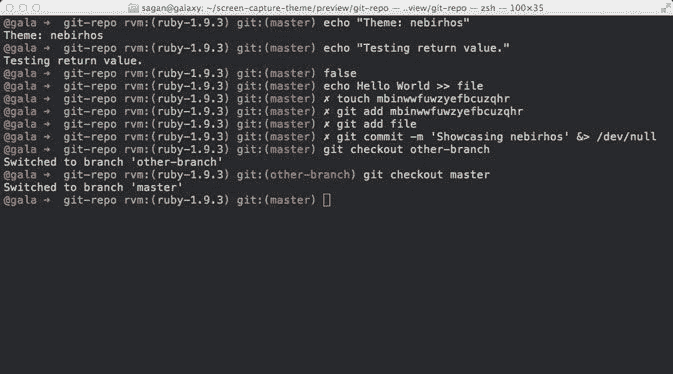 sagan@galaxy: ~/screen-capture-theme/preview/git-repo — ..view/git-repo — zsh — 100×35
@gala ➜  git-repo rvm:(ruby-1.9.3) git:(master) echo "Theme: nebirhos"
Theme: nebirhos
@gala ➜  git-repo rvm:(ruby-1.9.3) git:(master) echo "Testing return value."
Testing return value.
@gala ➜  git-repo rvm:(ruby-1.9.3) git:(master) false
@gala ➜  git-repo rvm:(ruby-1.9.3) git:(master) echo Hello World >> file
@gala ➜  git-repo rvm:(ruby-1.9.3) git:(master) ✗ touch mbinwwfuwzyefbcuzqhr
@gala ➜  git-repo rvm:(ruby-1.9.3) git:(master) ✗ git add mbinwwfuwzyefbcuzqhr
@gala ➜  git-repo rvm:(ruby-1.9.3) git:(master) ✗ git add file
@gala ➜  git-repo rvm:(ruby-1.9.3) git:(master) ✗ git commit -m 'Showcasing nebirhos' &> /dev/null
@gala ➜  git-repo rvm:(ruby-1.9.3) git:(master) git checkout other-branch
Switched to branch 'other-branch'
@gala ➜  git-repo rvm:(ruby-1.9.3) git:(other-branch) git checkout master
Switched to branch 'master'
@gala ➜  git-repo rvm:(ruby-1.9.3) git:(master)